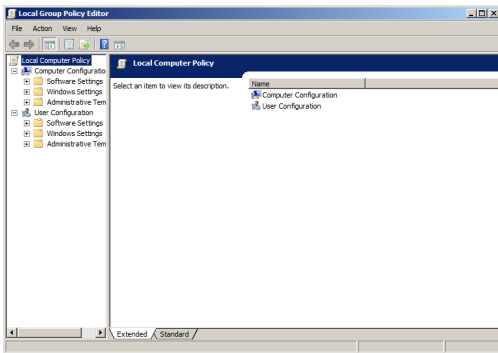 Local Group Policy Editor
File Action View Help
Local Computer Policy
Computer Configuratio
Software Settings
Windows Settings
Administrative Tem
User Configuration
Software Settings
Windows Settings
Administrative Tem
Local Computer Policy
Select an item to view its description.
Name
Computer Configuration
User Configuration
Extended Standard